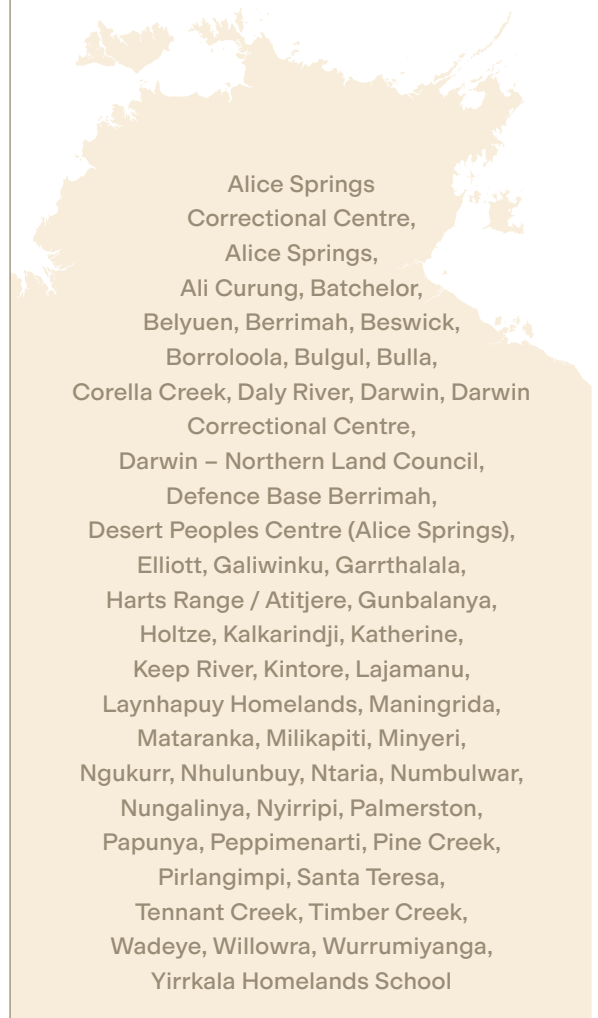 Alice Springs
Correctional Centre,
Alice Springs,
Ali Curung, Batchelor,
Belyuen, Berrimah, Beswick,
Borroloola, Bulgul, Bulla,
Corella Creek, Daly River, Darwin, Darwin
Correctional Centre,
Darwin – Northern Land Council,
Defence Base Berrimah,
Desert Peoples Centre (Alice Springs),
Elliott, Galiwinku, Garrthalala,
Harts Range / Atitjere, Gunbalanya,
Holtze, Kalkarindji, Katherine,
Keep River, Kintore, Lajamanu,
Laynhapuy Homelands, Maningrida,
Mataranka, Milikapiti, Minyeri,
Ngukurr, Nhulunbuy, Ntaria, Numbulwar,
Nungalinya, Nyirripi, Palmerston,
Papunya, Peppimenarti, Pine Creek,
Pirlangimpi, Santa Teresa,
Tennant Creek, Timber Creek,
Wadeye, Willowra, Wurrumiyanga,
Yirrkala Homelands School